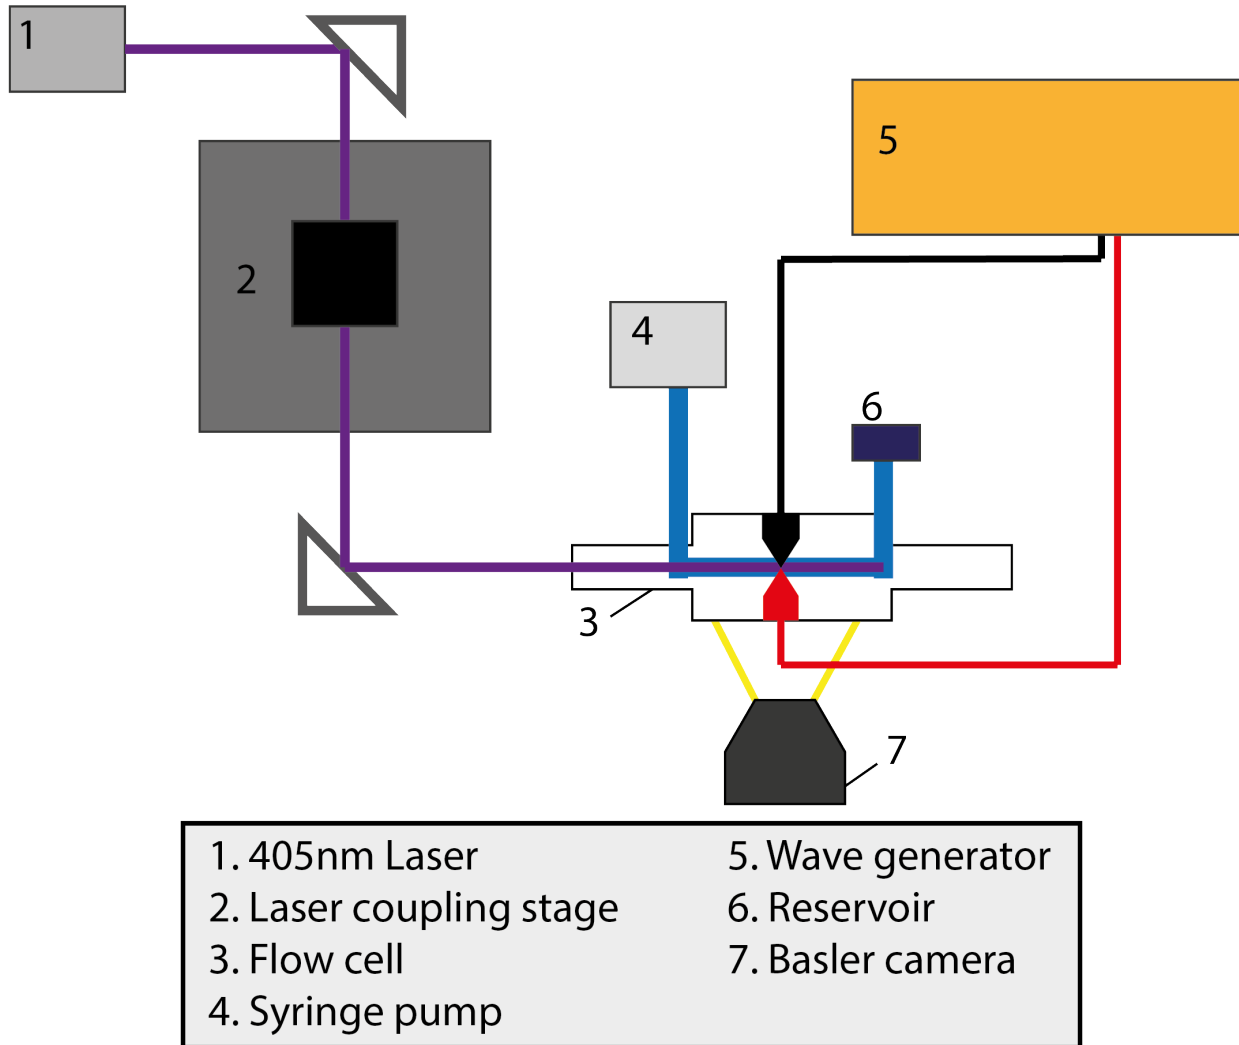 1
5
2
4
6
3
7
1. 405nm Laser
2. Laser coupling stage
3. Flow cell
4. Syringe pump
5. Wave generator
6. Reservoir
7. Basler camera